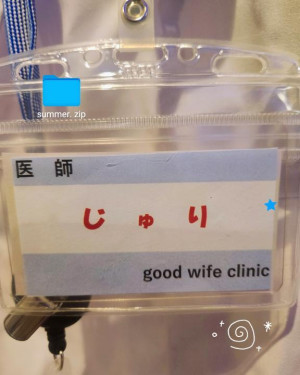 summer. zip
医 師
じ ゅ り
good wife clinic